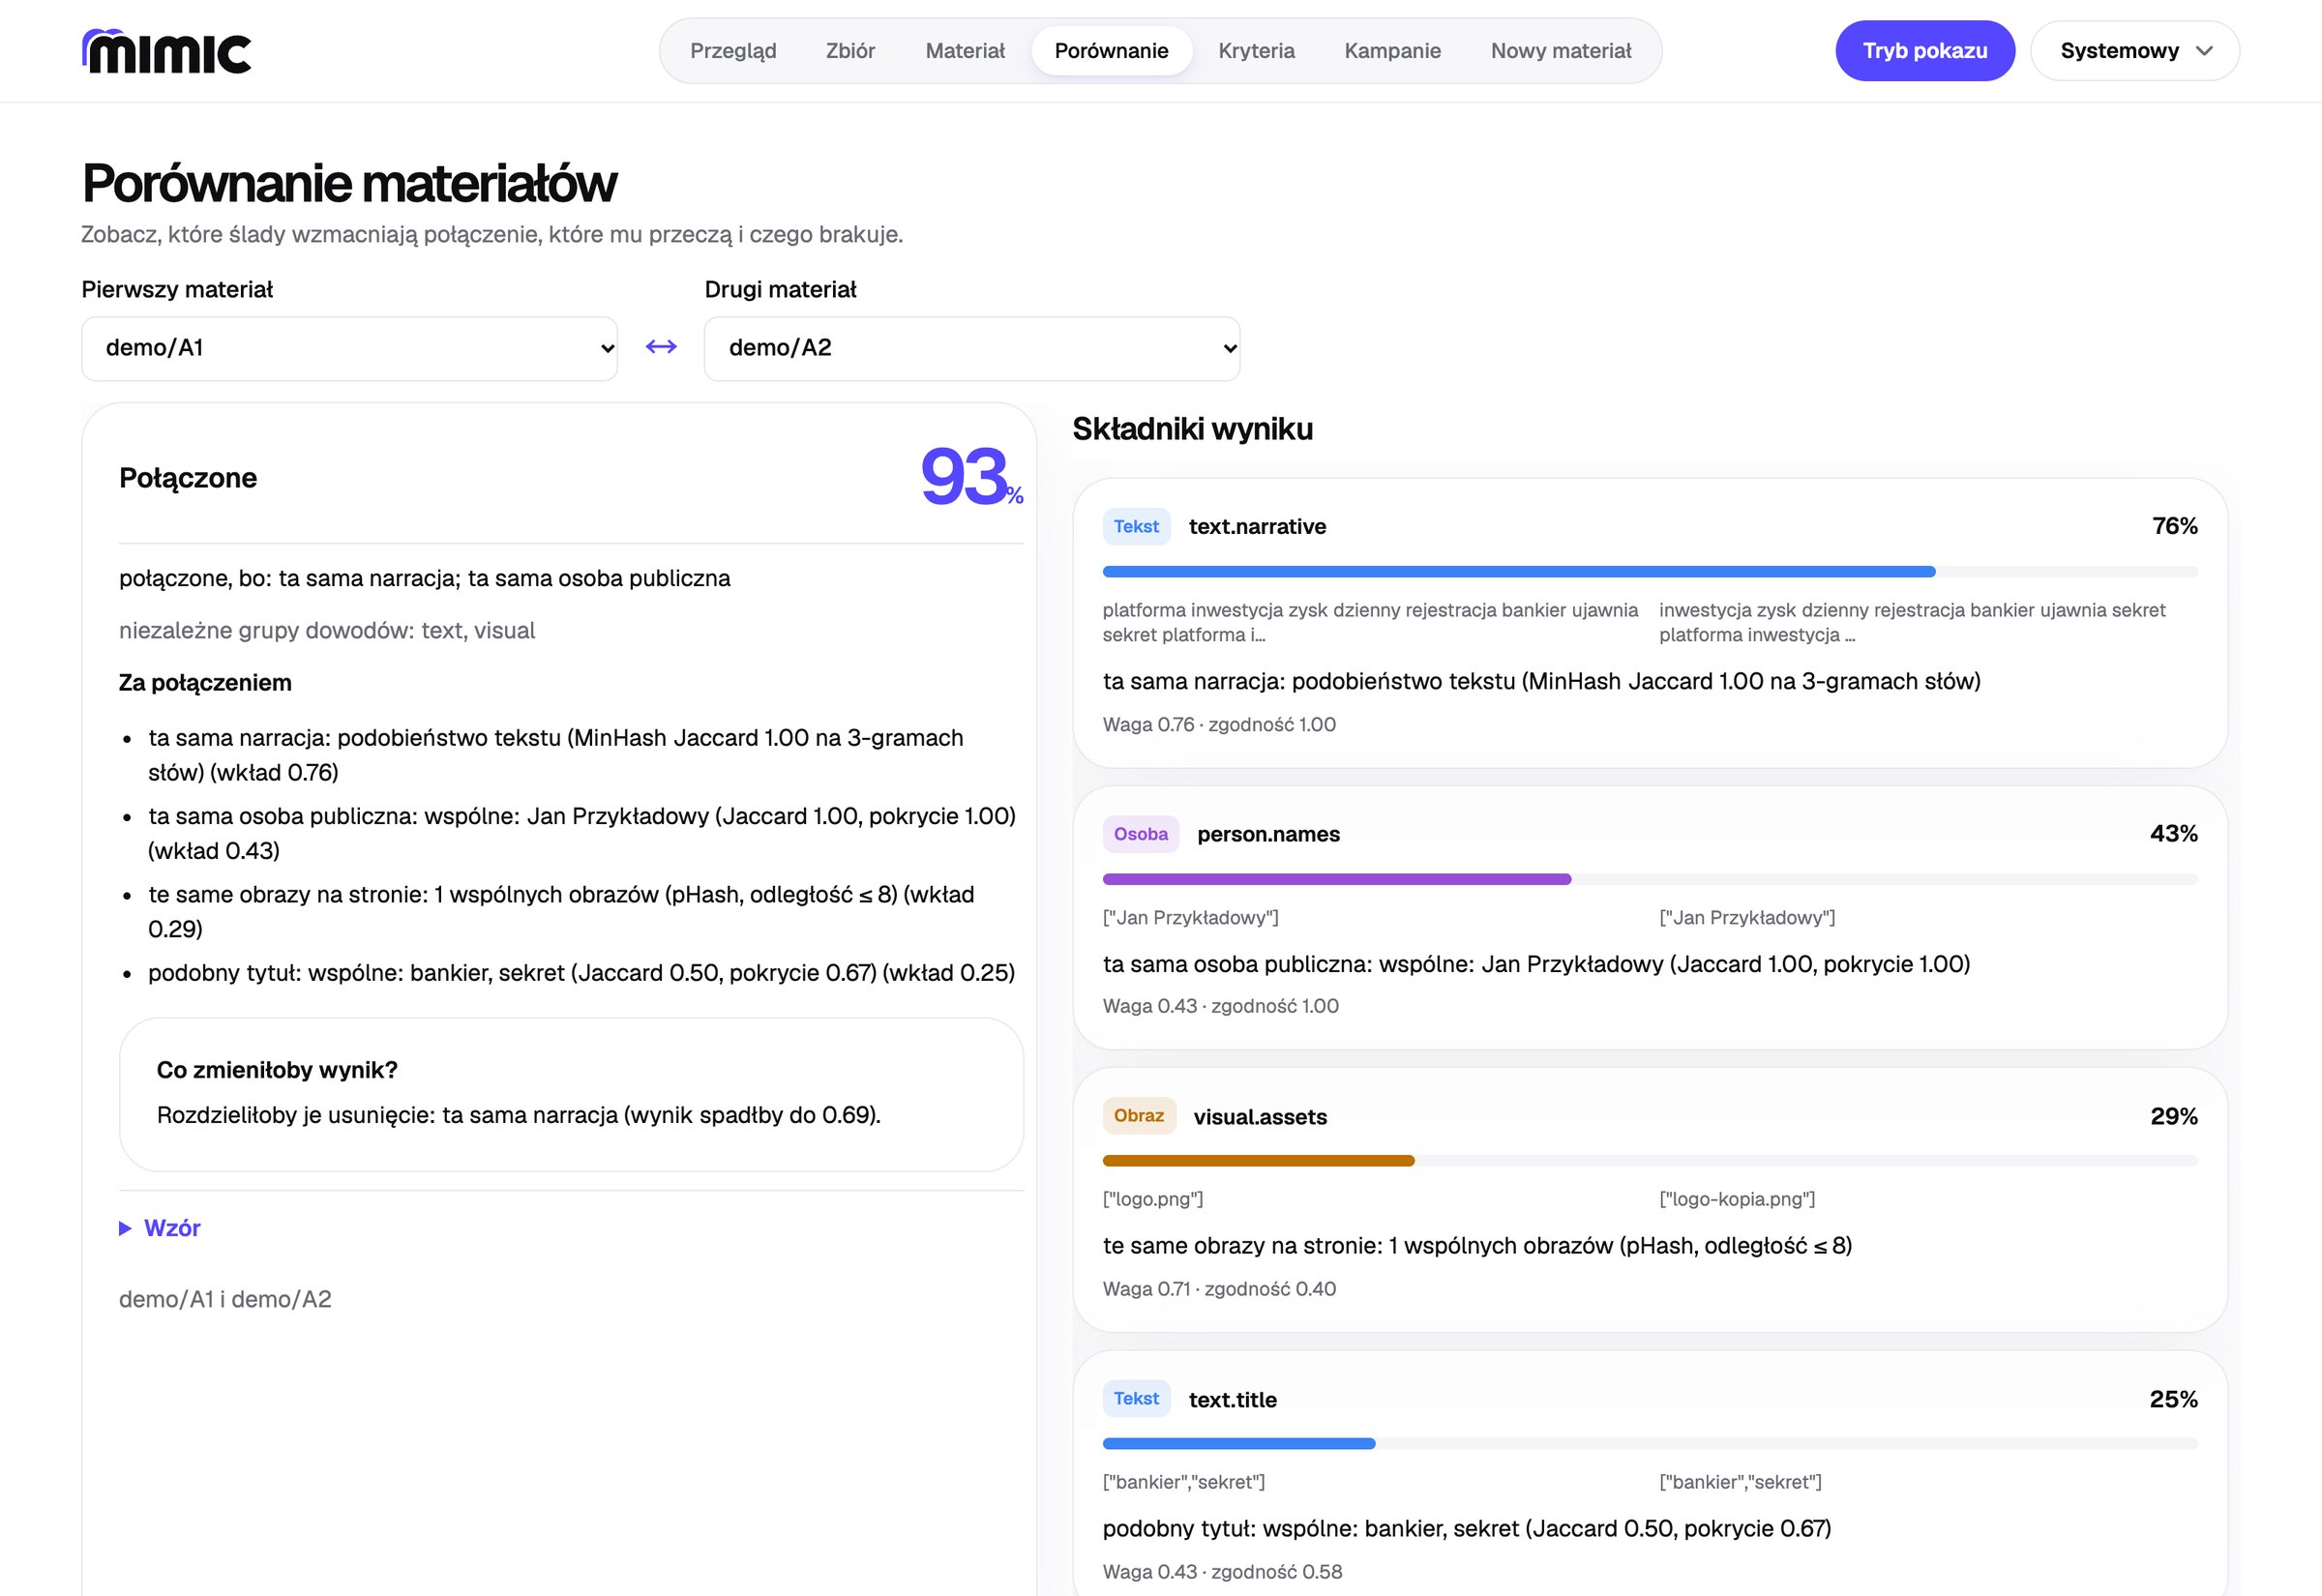 mimic
Przegląd
Zbiór
Materiał
Porównanie
Kryteria
Kampanie
Nowy materiał
Tryb pokazu
Systemowy
Porównanie materiałów
Zobacz, które ślady wzmacniają połączenie, które mu przeczą i czego brakuje.
Pierwszy materiał
demo/A1
↔
Drugi materiał
demo/A2
Połączone
93%
połączone, bo: ta sama narracja; ta sama osoba publiczna
niezależne grupy dowodów: text, visual
Za połączeniem
• ta sama narracja: podobieństwo tekstu (MinHash Jaccard 1.00 na 3-gramach
słów) (wkład 0.76)
• ta sama osoba publiczna: wspólne: Jan Przykładowy (Jaccard 1.00, pokrycie 1.00)
(wkład 0.43)
• te same obrazy na stronie: 1 wspólnych obrazów (pHash, odległość ≤ 8) (wkład
0.29)
• podobny tytuł: wspólne: bankier, sekret (Jaccard 0.50, pokrycie 0.67) (wkład 0.25)
Co zmieniłoby wynik?
Rozdzieliłoby je usunięcie: ta sama narracja (wynik spadłby do 0.69).
Wzór
demo/A1 i demo/A2
Składniki wyniku
Tekst text.narrative 76%
platforma inwestycja zysk dzienny rejestracja bankier ujawnia
sekret platforma i...
inwestycja zysk dzienny rejestracja bankier ujawnia sekret
platforma inwestycja ...
ta sama narracja: podobieństwo tekstu (MinHash Jaccard 1.00 na 3-gramach słów)
Waga 0.76 · zgodność 1.00
Osoba person.names 43%
["Jan Przykładowy"]
["Jan Przykładowy"]
ta sama osoba publiczna: wspólne: Jan Przykładowy (Jaccard 1.00, pokrycie 1.00)
Waga 0.43 · zgodność 1.00
Obraz visual.assets 29%
["logo.png"]
["logo-kopia.png"]
te same obrazy na stronie: 1 wspólnych obrazów (pHash, odległość ≤ 8)
Waga 0.71 · zgodność 0.40
Tekst text.title 25%
["bankier","sekret"]
["bankier","sekret"]
podobny tytuł: wspólne: bankier, sekret (Jaccard 0.50, pokrycie 0.67)
Waga 0.43 · zgodność 0.58